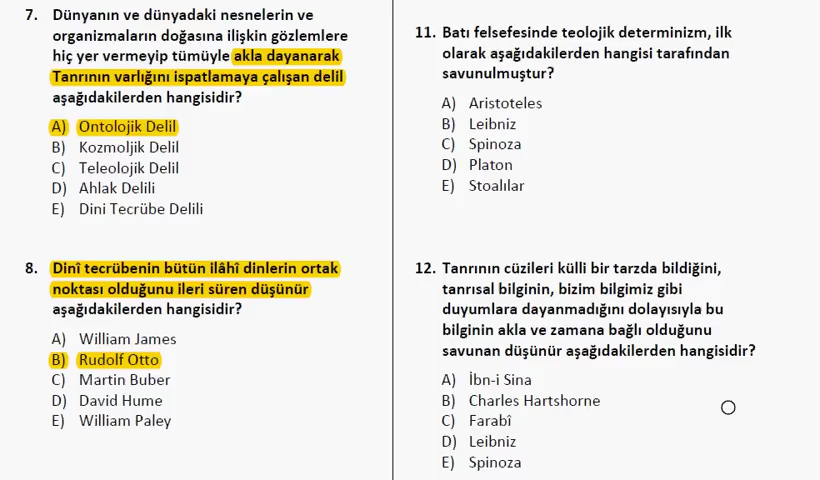 7. Dünyanın ve dünyadaki nesnelerin ve
organizmaların doğasına ilişkin gözlemlere
hiç yer vermeyip tümüyle akla dayanarak
Tanrının varlığını ispatlamaya çalışan delil
aşağıdakilerden hangisidir?
A) Ontolojik Delil
B) Kozmoljik Delil
C) Teleolojik Delil
D) Ahlak Delili
E) Dini Tecrübe Delili
8. Dinî tecrübenin bütün ilâhî dinlerin ortak
noktası olduğunu ileri süren düşünür
aşağıdakilerden hangisidir?
A) William James
B) Rudolf Otto
C) Martin Buber
D) David Hume
E) William Paley
11. Batı felsefesinde teolojik determinizm, ilk
olarak aşağıdakilerden hangisi tarafından
savunulmuştur?
A) Aristoteles
B) Leibniz
C) Spinoza
D) Platon
E) Stoalılar
12. Tanrının cüzileri külli bir tarzda bildiğini,
tanrısal bilginin, bizim bilgimiz gibi
duyumlara dayanmadığını dolayısıyla bu
bilginin akla ve zamana bağlı olduğunu
savunan düşünür aşağıdakilerden hangisidir?
A) İbn-i Sina
B) Charles Hartshorne
C) Farabî
D) Leibniz
E) Spinoza